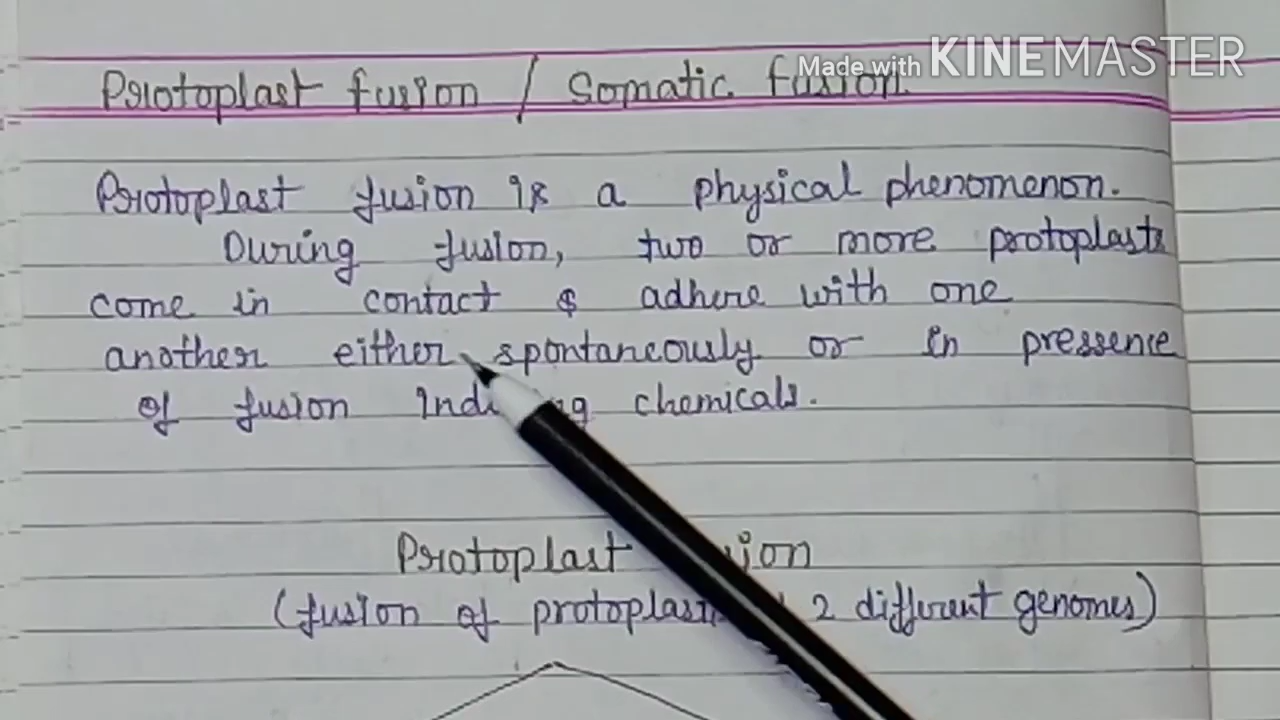 Made with KINEMASTER
Protoplast fusion / Somatic fusion.
Protoplast fusion is a physical phenomenon.
During fusion, two or more protoplasts
come in contact & adhere with one
another either spontaneously or in pressence
of fusion chemicals.
Protoplast
(fusion of 2 different genomes)